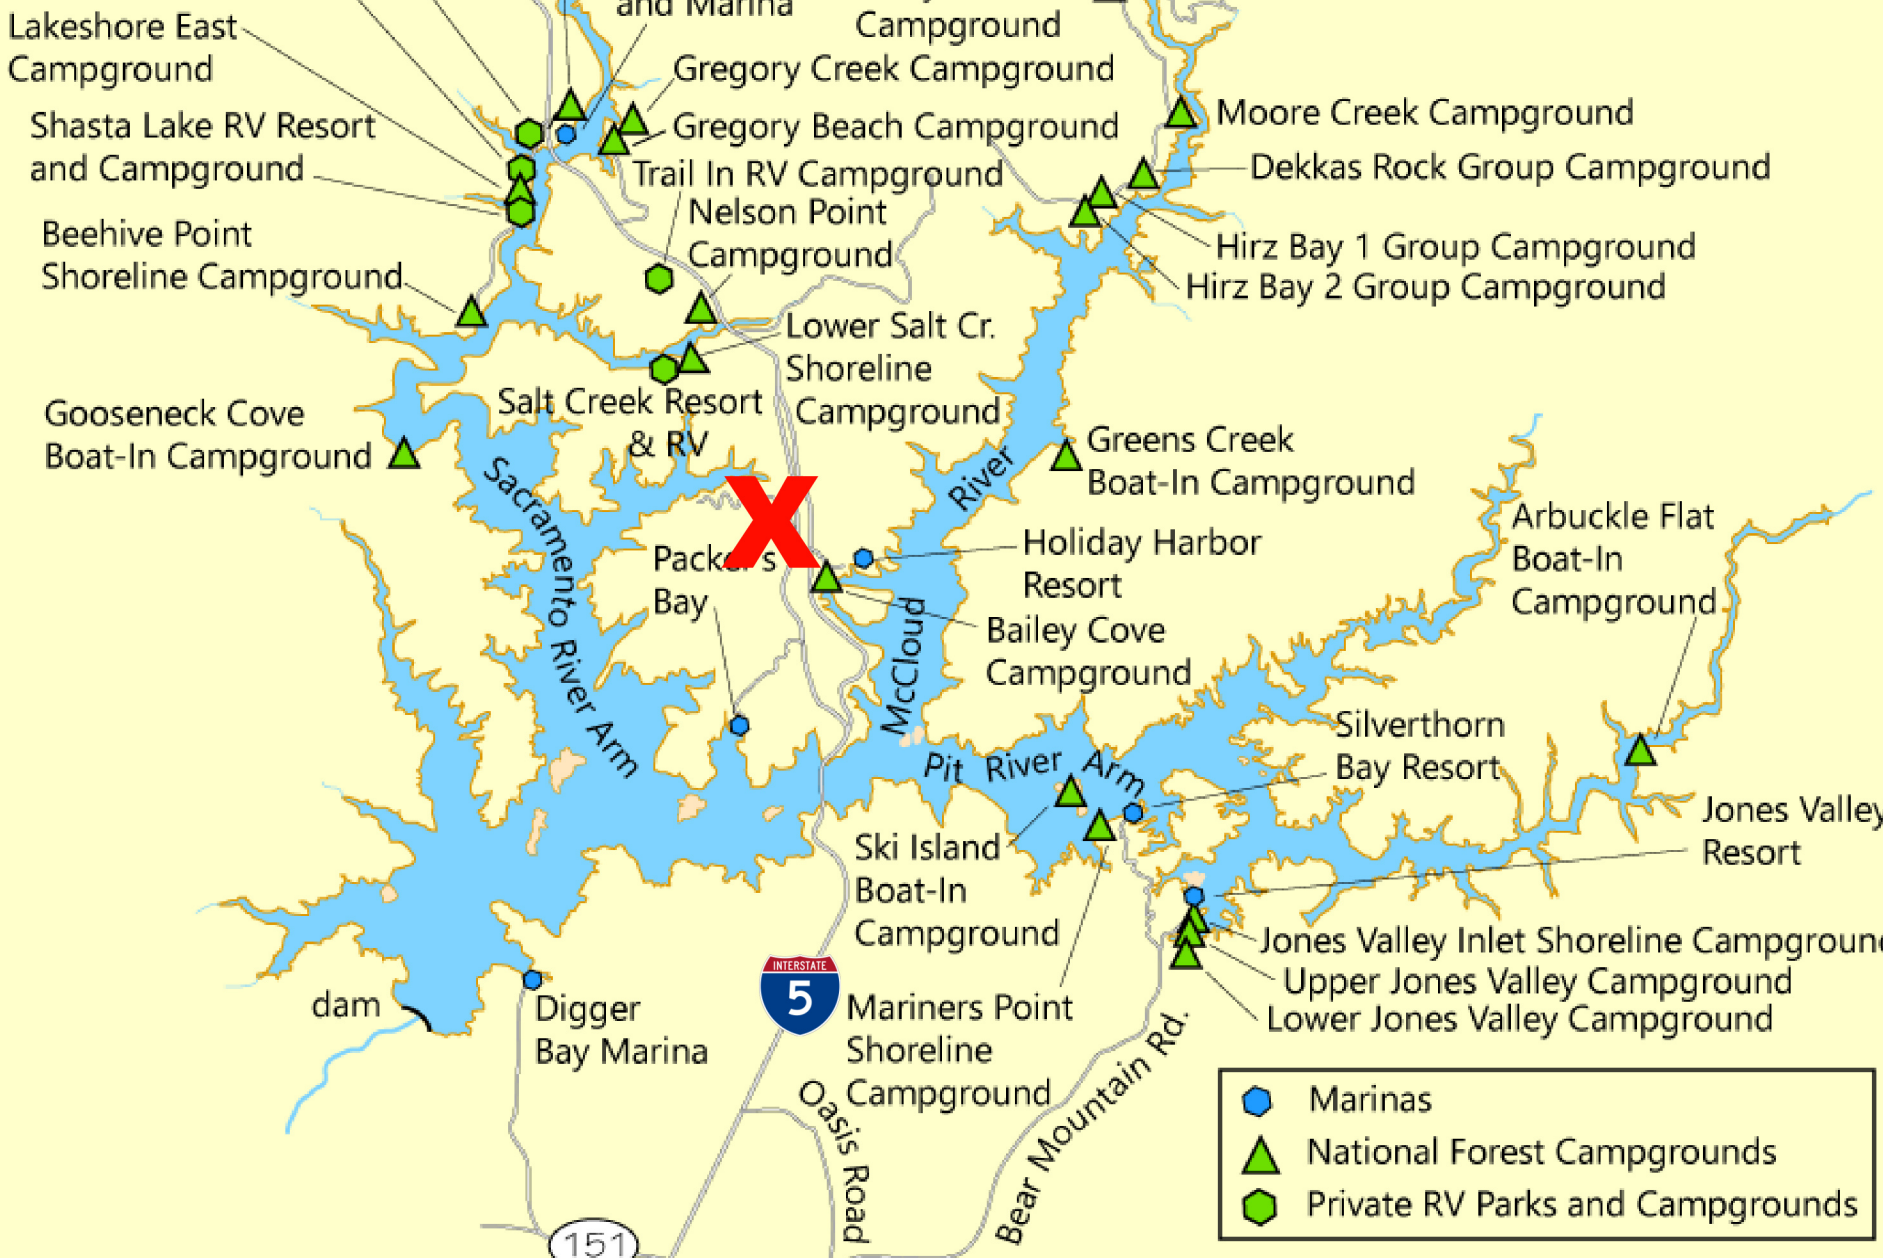 and Marina
Campground
Lakeshore East
Campground
Gregory Creek Campground
Shasta Lake RV Resort
and Campground
Gregory Beach Campground
Moore Creek Campground
Trail In RV Campground
Dekkas Rock Group Campground
Nelson Point
Campground
Beehive Point
Shoreline Campground
Hirz Bay 1 Group Campground
Hirz Bay 2 Group Campground
Lower Salt Cr.
Shoreline
Campground
Salt Creek Resort
& RV
Gooseneck Cove
Boat-In Campground
Greens Creek
Boat-In Campground
Sacramento River Arm
McCloud River
X
Packer's
Bay
Holiday Harbor
Resort
Arbuckle Flat
Boat-In
Campground
Bailey Cove
Campground
Silverthorn
Bay Resort
Pit River Arm
Ski Island
Boat-In
Campground
Jones Valley
Resort
Jones Valley Inlet Shoreline Campground
Upper Jones Valley Campground
Lower Jones Valley Campground
dam
Digger
Bay Marina
INTERSTATE
5
Mariners Point
Shoreline
Campground
Oasis Road
Bear Mountain Rd.
151
Marinas
National Forest Campgrounds
Private RV Parks and Campgrounds